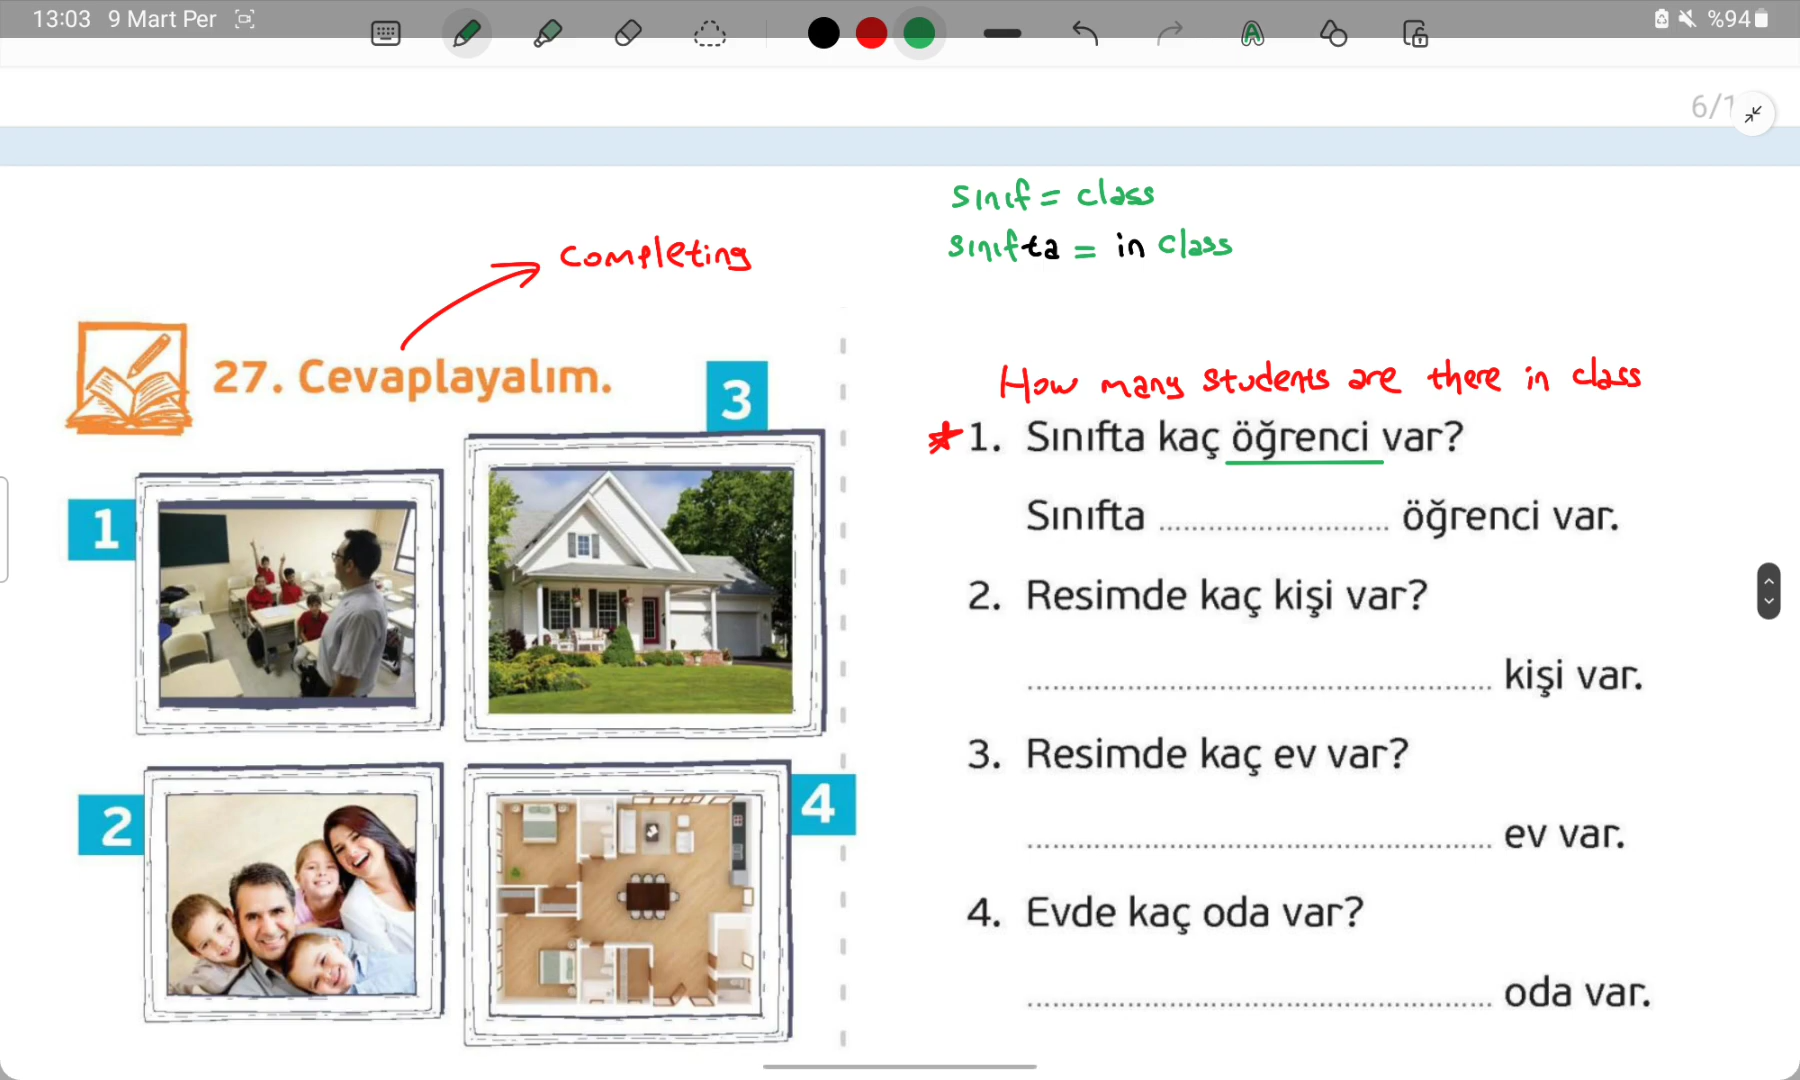 13:03 9 Mart Per %94
6/1
sınıf = class
sınıfta = in class
completing
27. Cevaplayalım.
1
2
3
4
How many students are there in class
*1. Sınıfta kaç öğrenci var?
Sınıfta ............................ öğrenci var.
2. Resimde kaç kişi var?
........................................................ kişi var.
3. Resimde kaç ev var?
........................................................ ev var.
4. Evde kaç oda var?
........................................................ oda var.